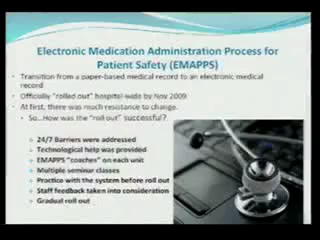 Electronic Medication Administration Process for
Patient Safety (EMAPPS)
• Transition from a paper-based medical record to an electronic medical
record
• Officially "rolled out" hospital-wide by Nov 2009
• At first, there was much resistance to change.
• So...How was the "roll out" successful?
• 24/7 Barriers were addressed
• Technological help was provided
• EMAPPS "coaches" on each unit
• Multiple seminar classes
• Practice with the system before roll out
• Staff feedback taken into consideration
• Gradual roll out